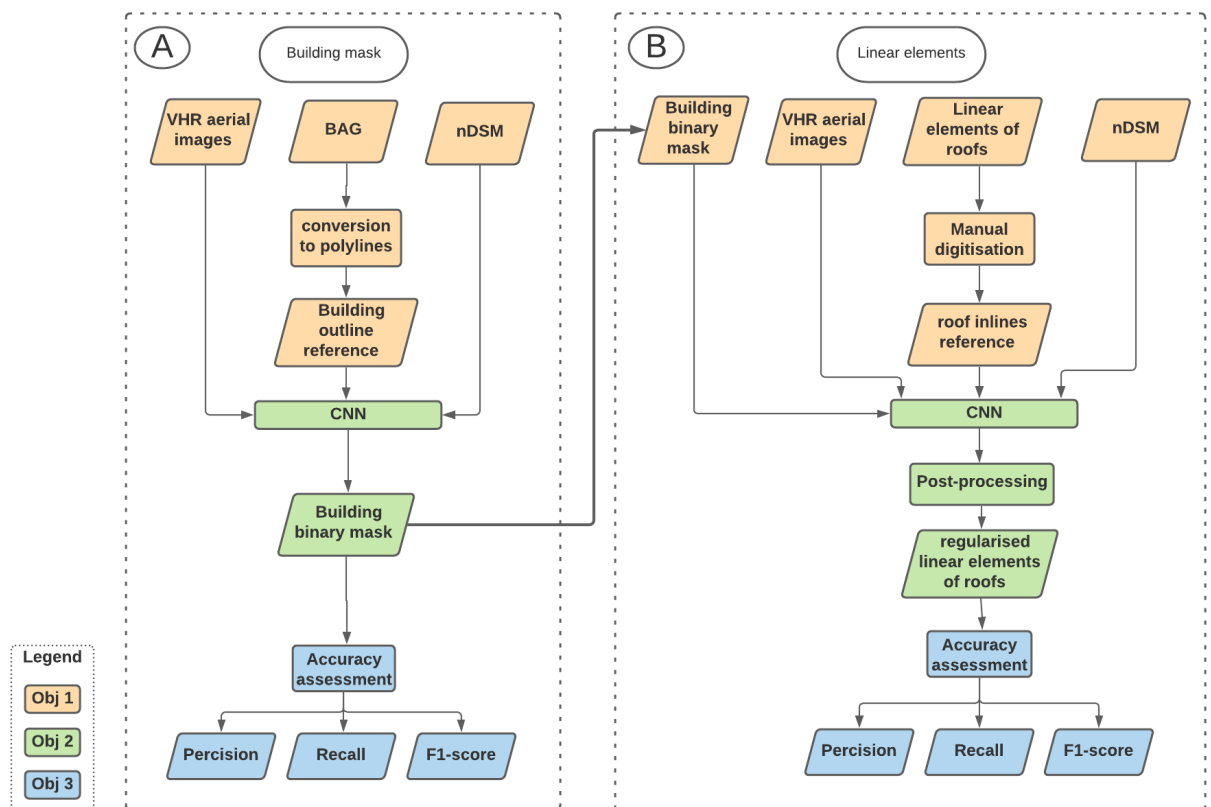 A
Building mask
VHR aerial
images
BAG
nDSM
conversion
to polylines
Building
outline
reference
CNN
Building
binary mask
Accuracy
assessment
Percision
Recall
F1-score
B
Linear elements
Building
binary
mask
VHR aerial
images
Linear
elements of
roofs
nDSM
Manual
digitisation
roof inlines
reference
CNN
Post-processing
regularised
linear elements
of roofs
Accuracy
assessment
Percision
Recall
F1-score
Legend
Obj 1
Obj 2
Obj 3